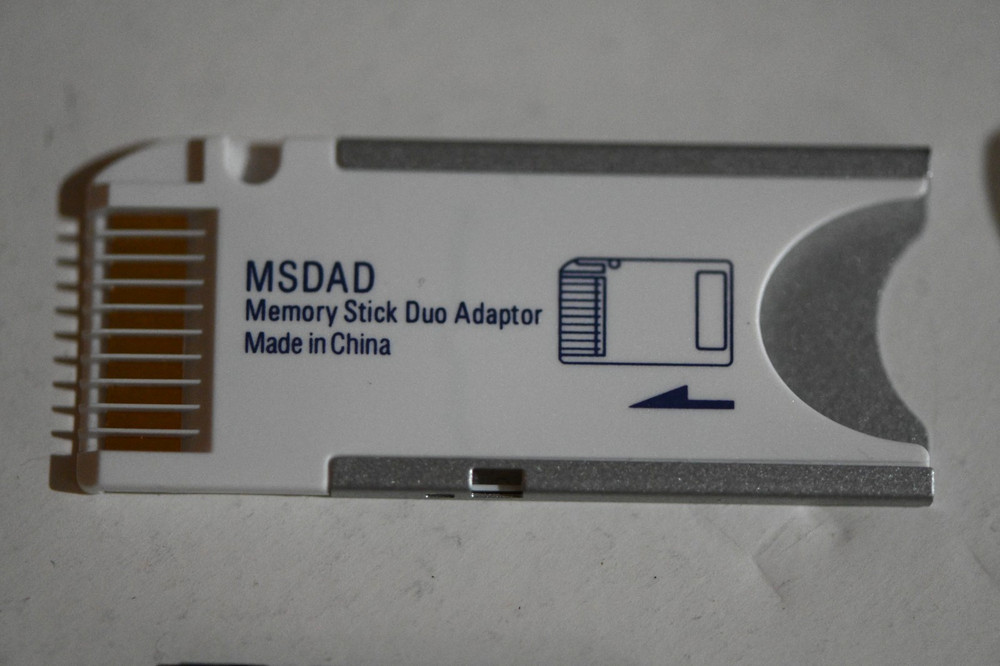 MSDAD
Memory Stick Duo Adaptor
Made in China